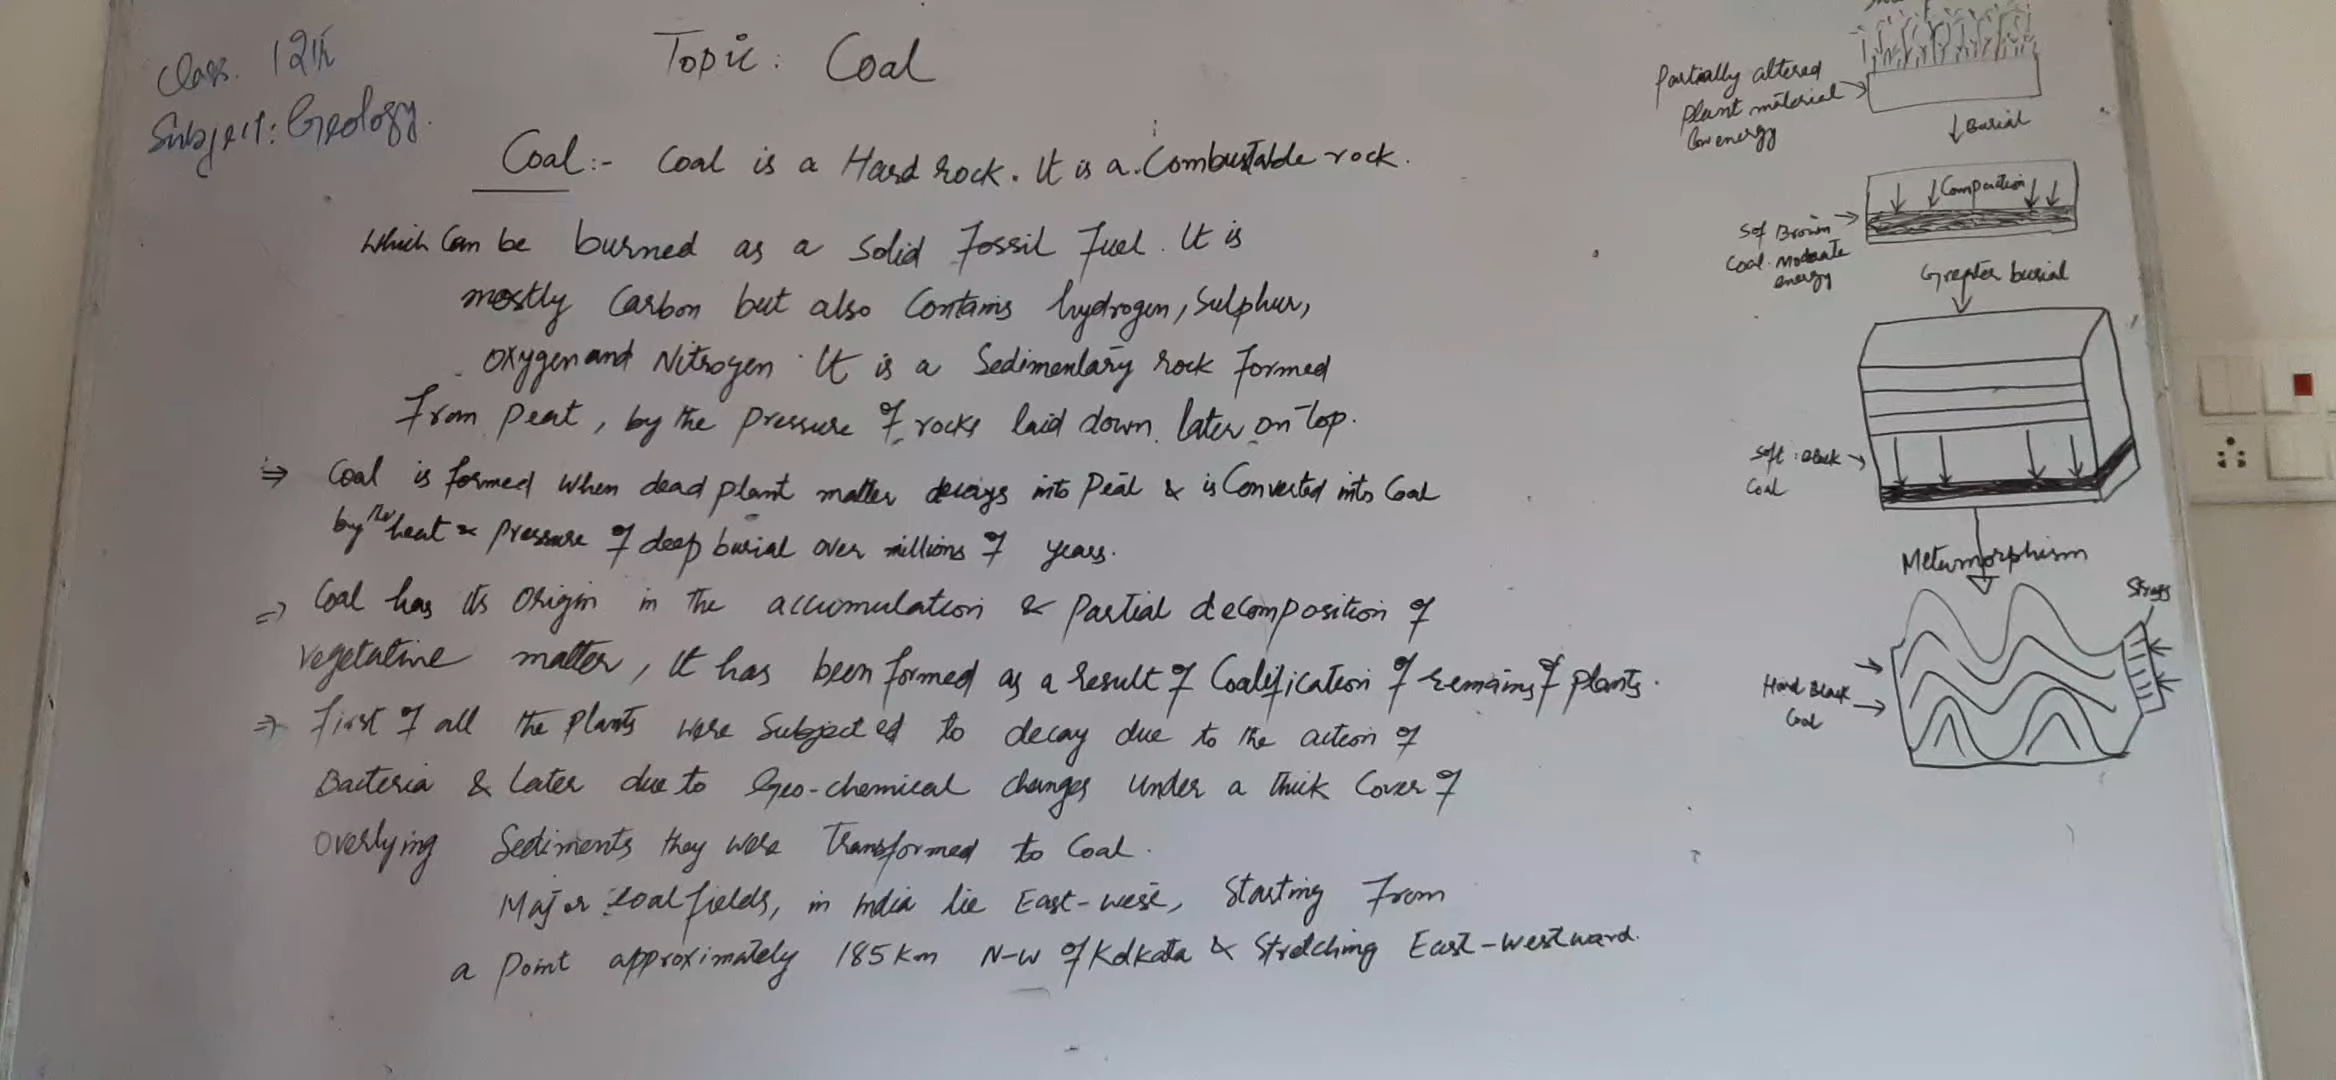 Class. 12th
Subject: Geology.
Topic: Coal
Coal:- Coal is a Hard rock. It is a Combustable rock.
Which Can be burned as a Solid Fossil Fuel. It is
mostly Carbon but also Contains hydrogen, Sulphur,
Oxygen and Nitrogen. It is a Sedimentary rock Formed
From Peat, by the Pressure of rocks laid down later on Top.
⇒ Coal is formed when dead plant matter decays into Peat & is Converted into Coal
by the heat & pressure of deep burial over millions of years.
⇒ Coal has its Origin in the accumulation & Partial decomposition of
Vegetative matter, It has been formed as a result of Coalification of remains of plants.
⇒ First of all the Plants were Subjected to decay due to the action of
Bacteria & Later due to Geo-chemical changes under a thick Cover of
Overlying Sediments they were Transformed to Coal.
Major Coal fields, in India lie East-west, Starting From
a Point approximately 185 km N-W of Kolkata & Stretching East-westward.
Partially altered
Plant material
Low energy
↓ Burial
Compaction
Sof Brown
Coal. Moderate
energy
Greater burial
Soft Black
Coal
Metamorphism
Stress
Hard Black
Coal